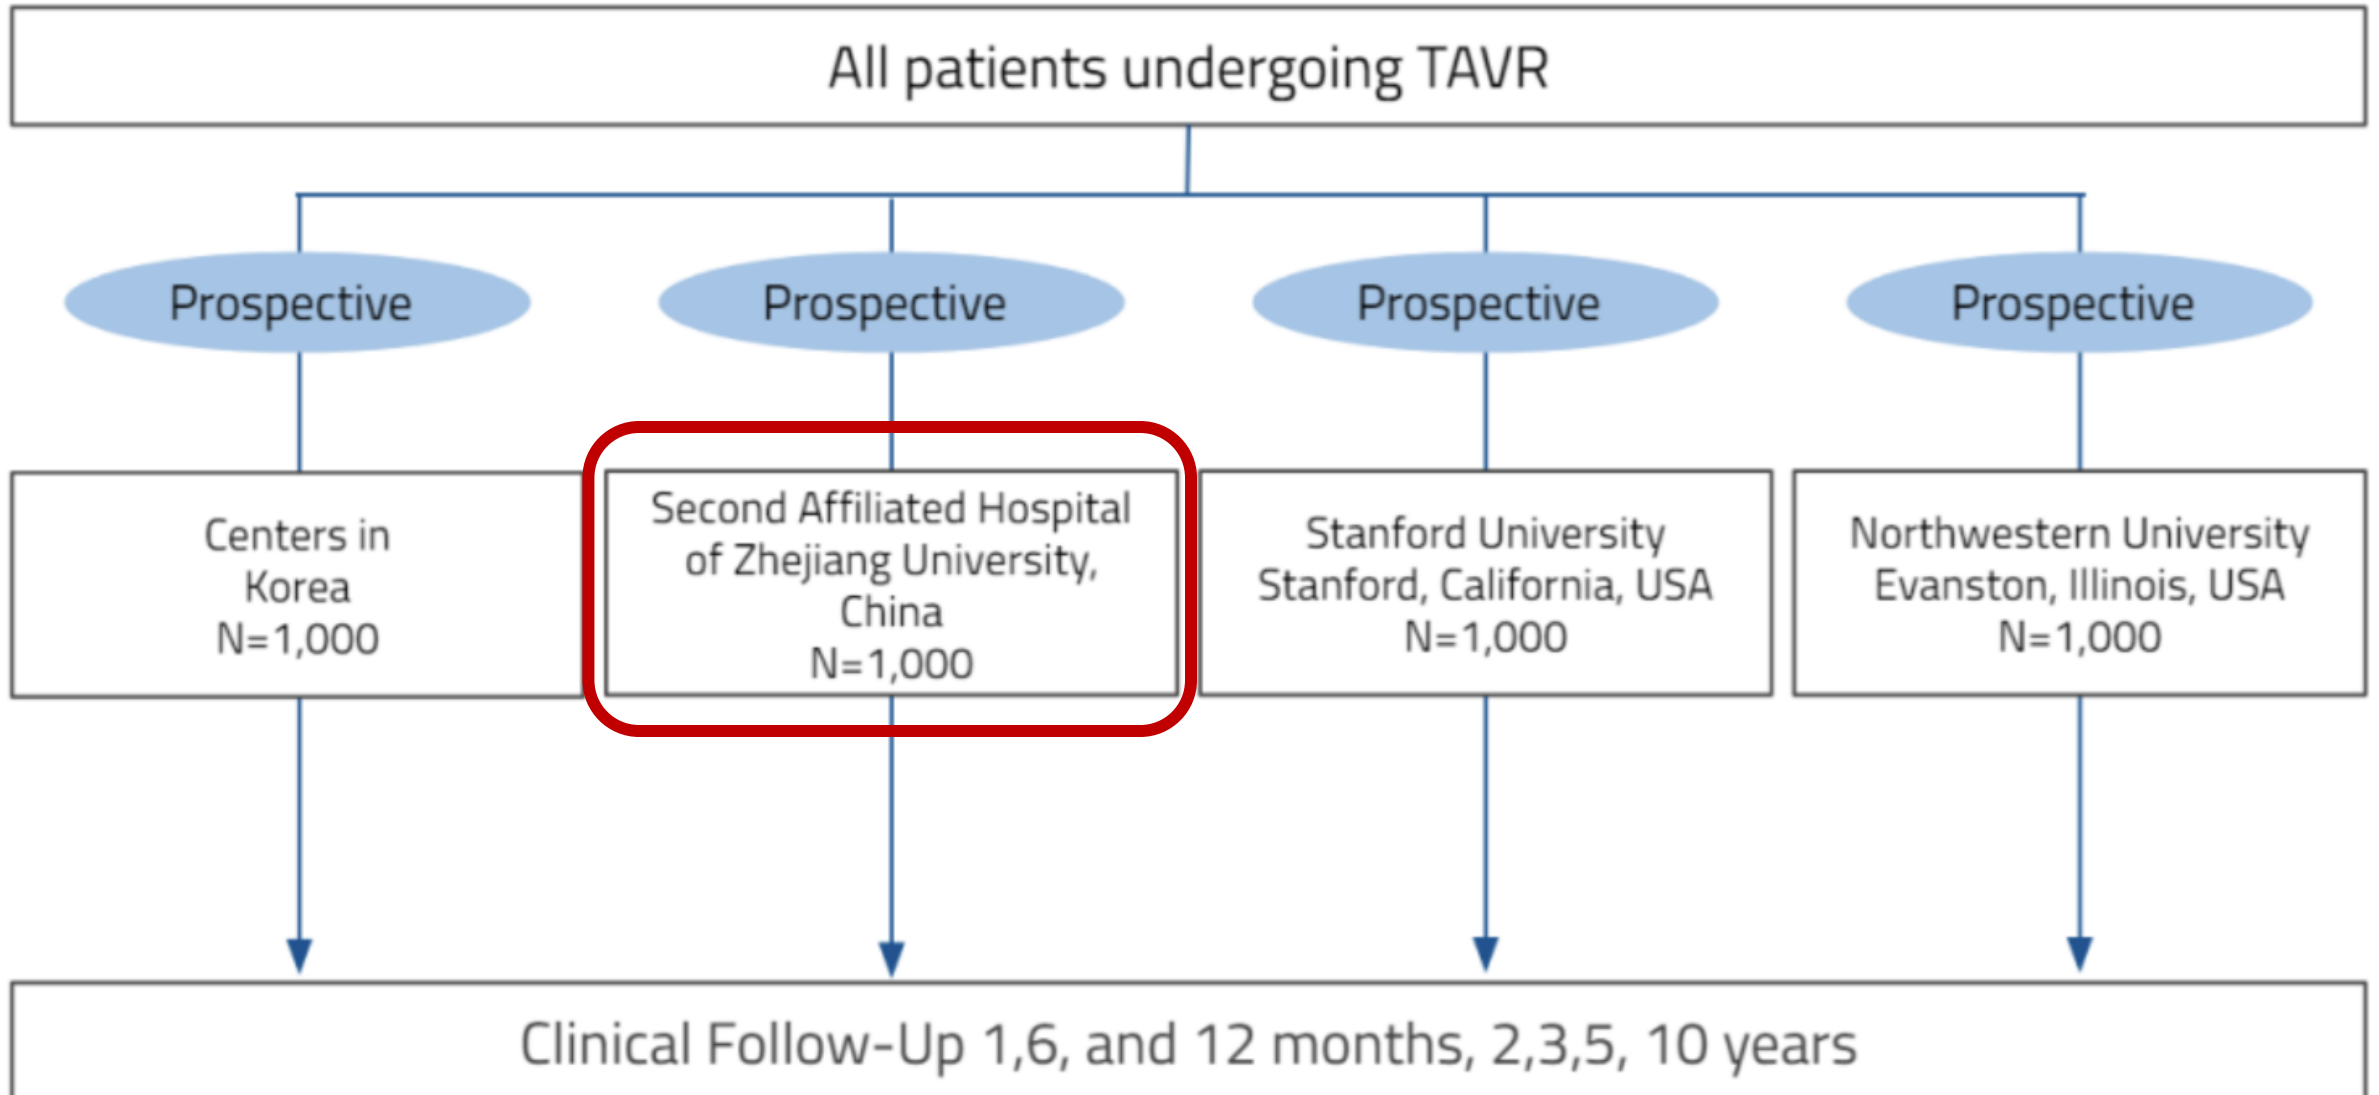 All patients undergoing TAVR
Prospective
Prospective
Prospective
Prospective
Centers in
Korea
N=1,000
Second Affiliated Hospital
of Zhejiang University,
China
N=1,000
Stanford University
Stanford, California, USA
N=1,000
Northwestern University
Evanston, Illinois, USA
N=1,000
Clinical Follow-Up 1,6, and 12 months, 2,3,5, 10 years